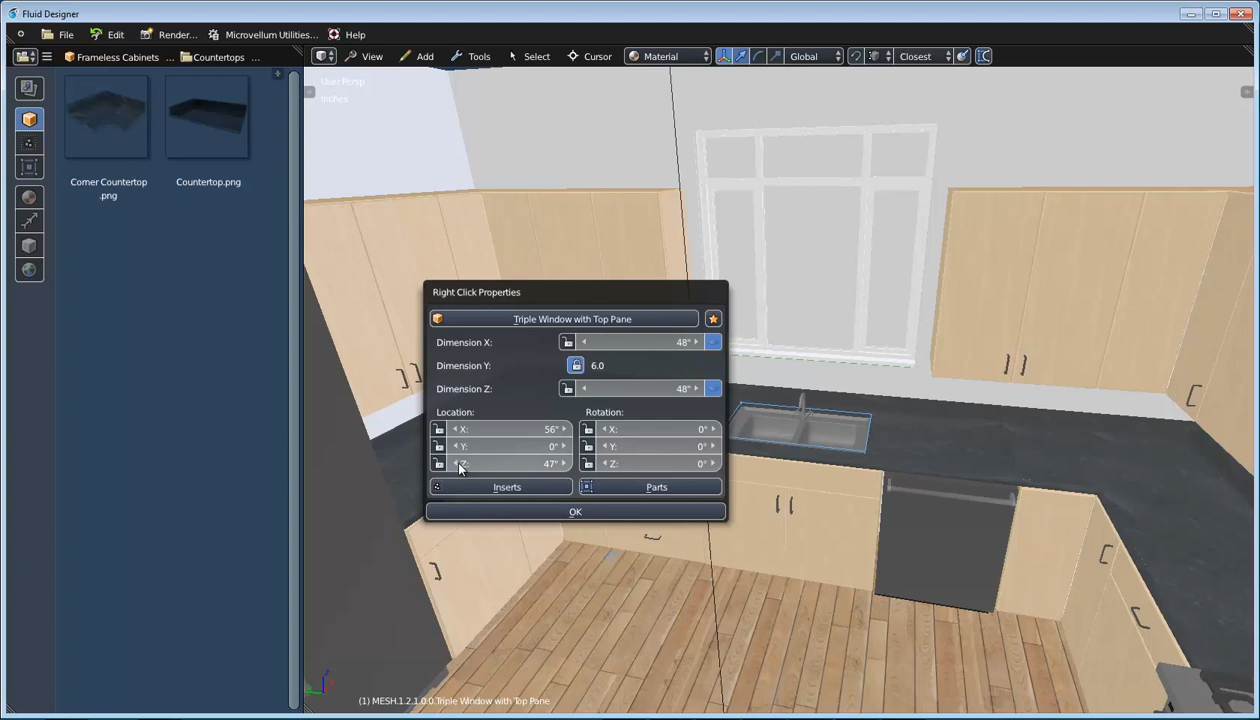 Fluid Designer
File Edit Render... Microvellum Utilities... Help
Frameless Cabinets ... Countertops ... View Add Tools Select Cursor Material Global Closest
User Persp
Inches
Corner Countertop
.png
Countertop.png
Right Click Properties
Triple Window with Top Pane
Dimension X: 48"
Dimension Y: 6.0
Dimension Z: 48"
Location: Rotation:
X: 56" X: 0°
Y: 0" Y: 0°
Z: 47" Z: 0°
Inserts Parts
OK
(1) MESH.1.2.1.0.0.Triple Window with Top Pane